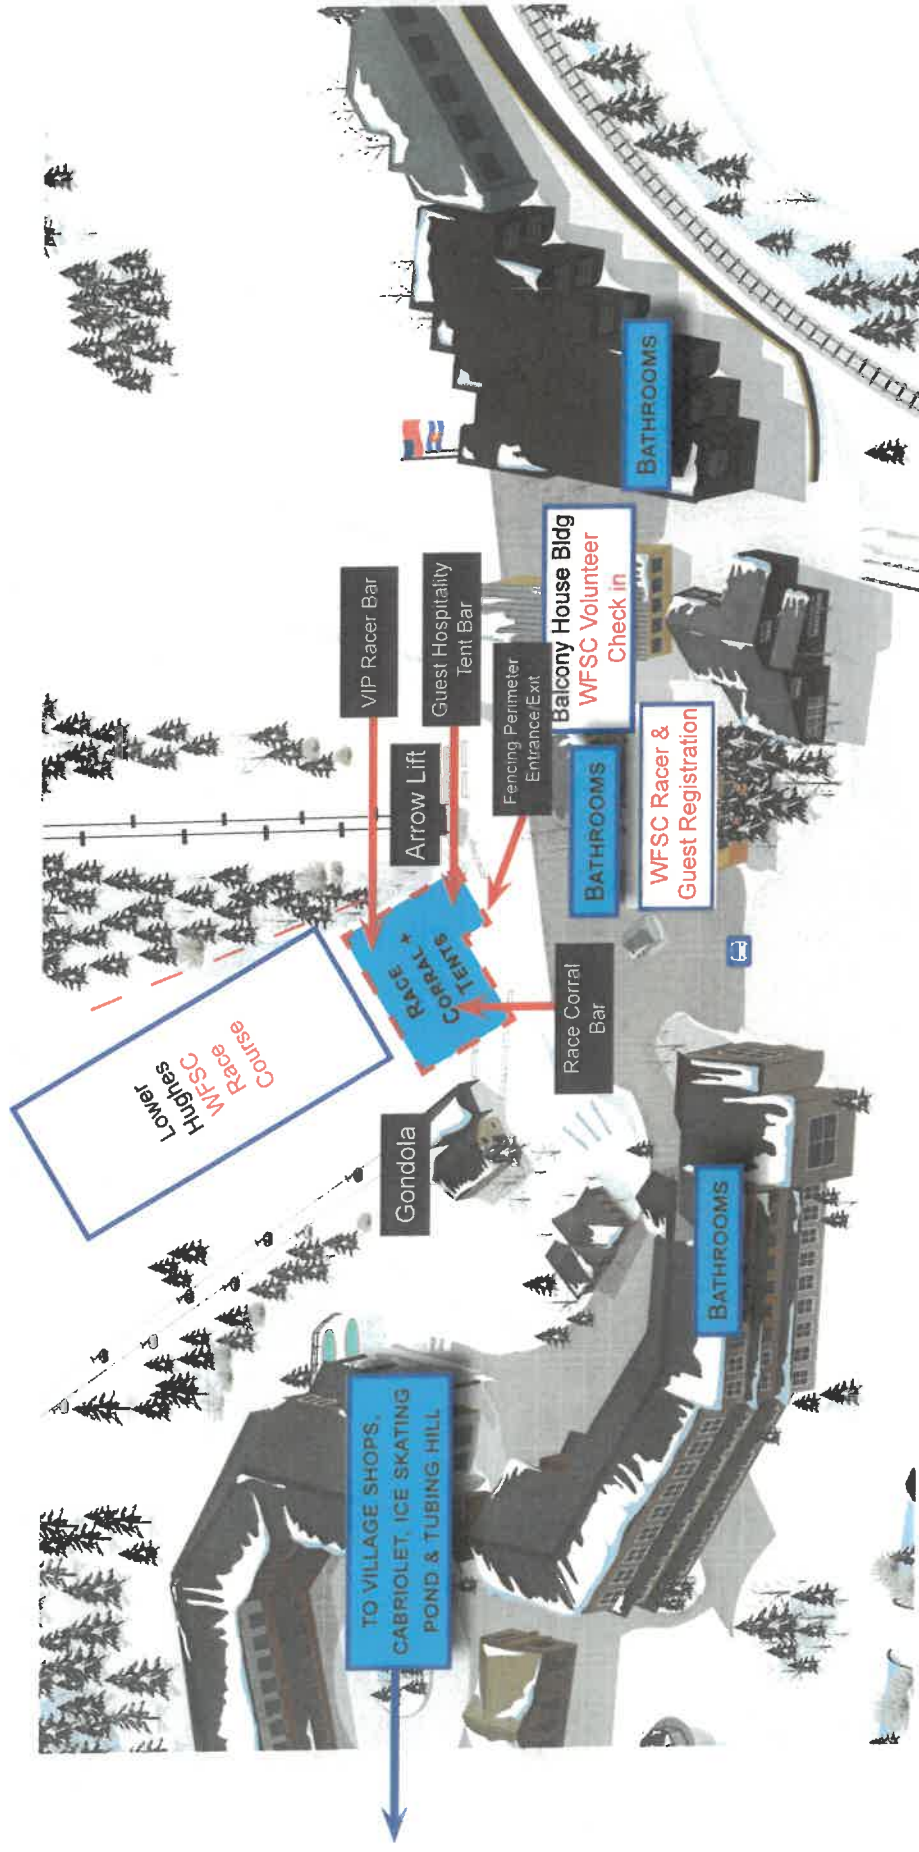 Lower
Hughes
WFSC
Race
Course
TO VILLAGE SHOPS,
CABRIOLET, ICE SKATING
POND & TUBING HILL
Gondola
RACE
CORRAL +
TENTS
Arrow Lift
VIP Racer Bar
Guest Hospitality
Tent Bar
Fencing Perimeter
Entrance/Exit
Race Corral
Bar
Balcony House Bldg
WFSC Volunteer
Check in
BATHROOMS
BATHROOMS
WFSC Racer &
Guest Registration
BATHROOMS